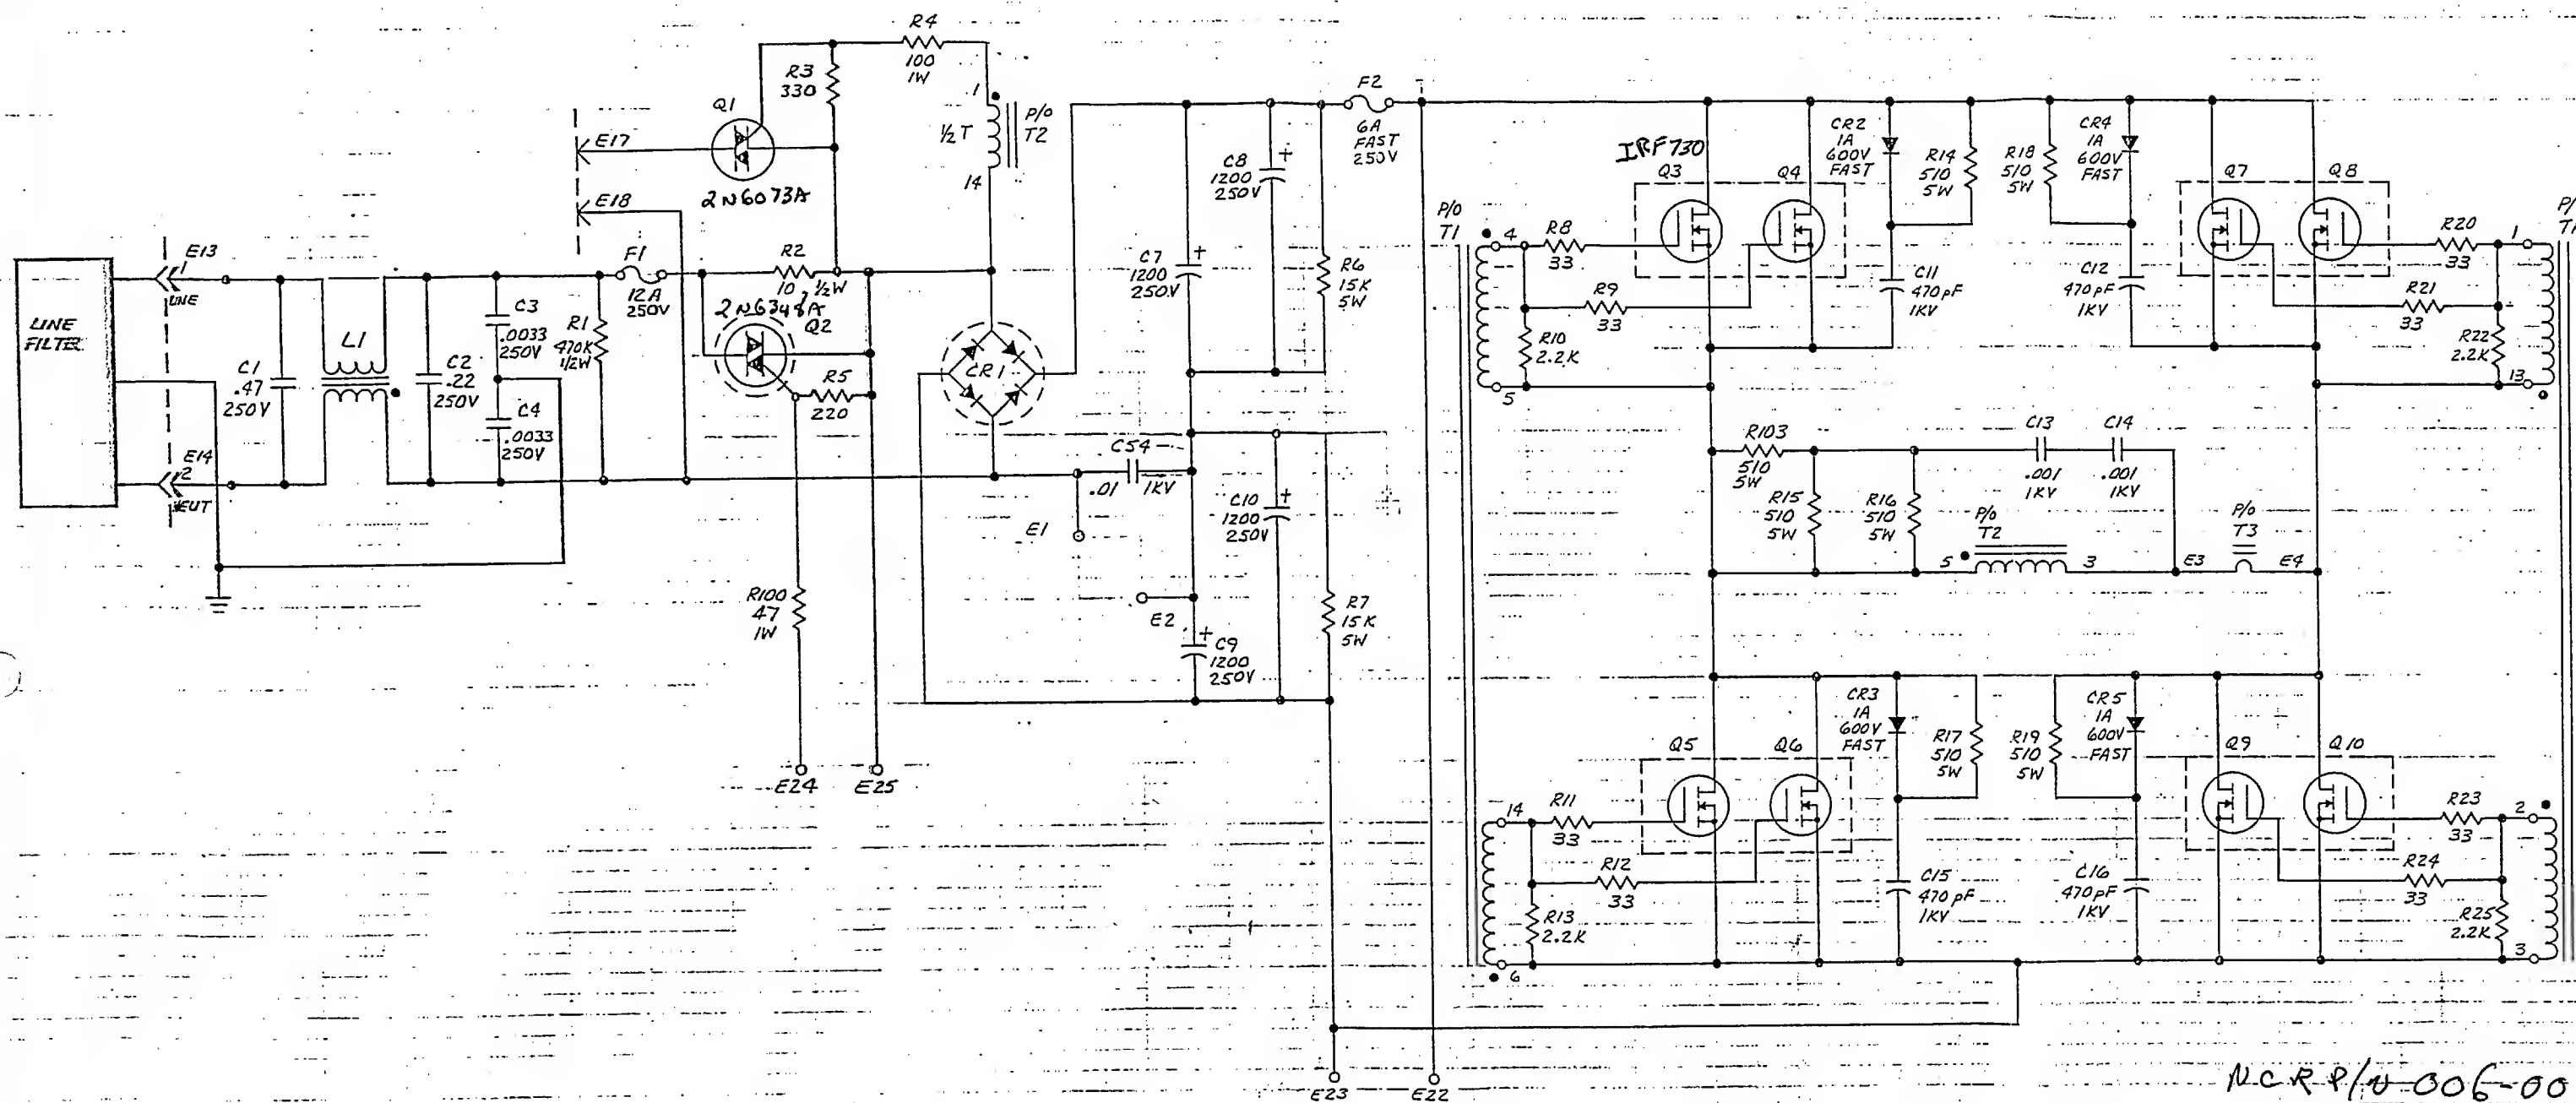 LINE
FILTER
E13
1
LINE
E14
2
C1
.47
250V
L1
C2
.22
250V
C3
.0033
250V
C4
.0033
250V
R1
470K
1/2W
E17
E18
F1
12A
250V
Q1
2N6073A
R3
330
R4
100
1W
1
½T
P/O
T2
14
R2
10, ½W
2N6348A
Q2
R5
220
R100
47
1W
E24
E25
CR1
C54
.01
1KV
E1
E2
C7
1200
250V
C8
1200
250V
R6
15K
5W
C10
1200
250V
C9
1200
250V
R7
15K
5W
E23
E22
F2
6A
FAST
250V
P/O
T1
4
5
R8
33
R9
33
R10
2.2K
IRF730
Q3
Q4
CR2
1A
600V
FAST
R14
510
5W
C11
470pF
1KV
R18
510
5W
CR4
1A
600V
FAST
C12
470pF
1KV
Q7
Q8
R20
33
R21
33
R22
2.2K
1
13
P/
R103
510
5W
R15
510
5W
R16
510
5W
C13
.001
1KV
C14
.001
1KV
P/O
T2
5
3
E3
P/O
T3
E4
14
6
R11
33
R12
33
R13
2.2K
Q5
Q6
CR3
1A
600V
FAST
R17
510
5W
C15
470pF
1KV
R19
510
5W
CR5
1A
600V
FAST
C16
470pF
1KV
Q9
Q10
R23
33
R24
33
R25
2.2K
2
3
NCR P/N 006-00